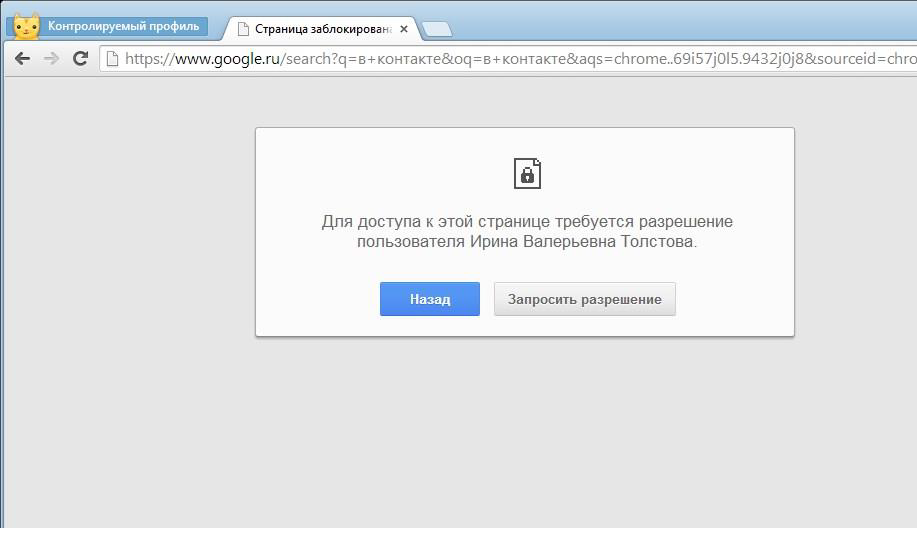 Контролируемый профиль
Страница заблокирован
https://www.google.ru/search?q=в+контакте&oq=в+контакте&aqs=chrome..69i57j0l5.9432j0j8&sourceid=chro
Для доступа к этой странице требуется разрешение
пользователя Ирина Валерьевна Толстова.
Назад
Запросить разрешение